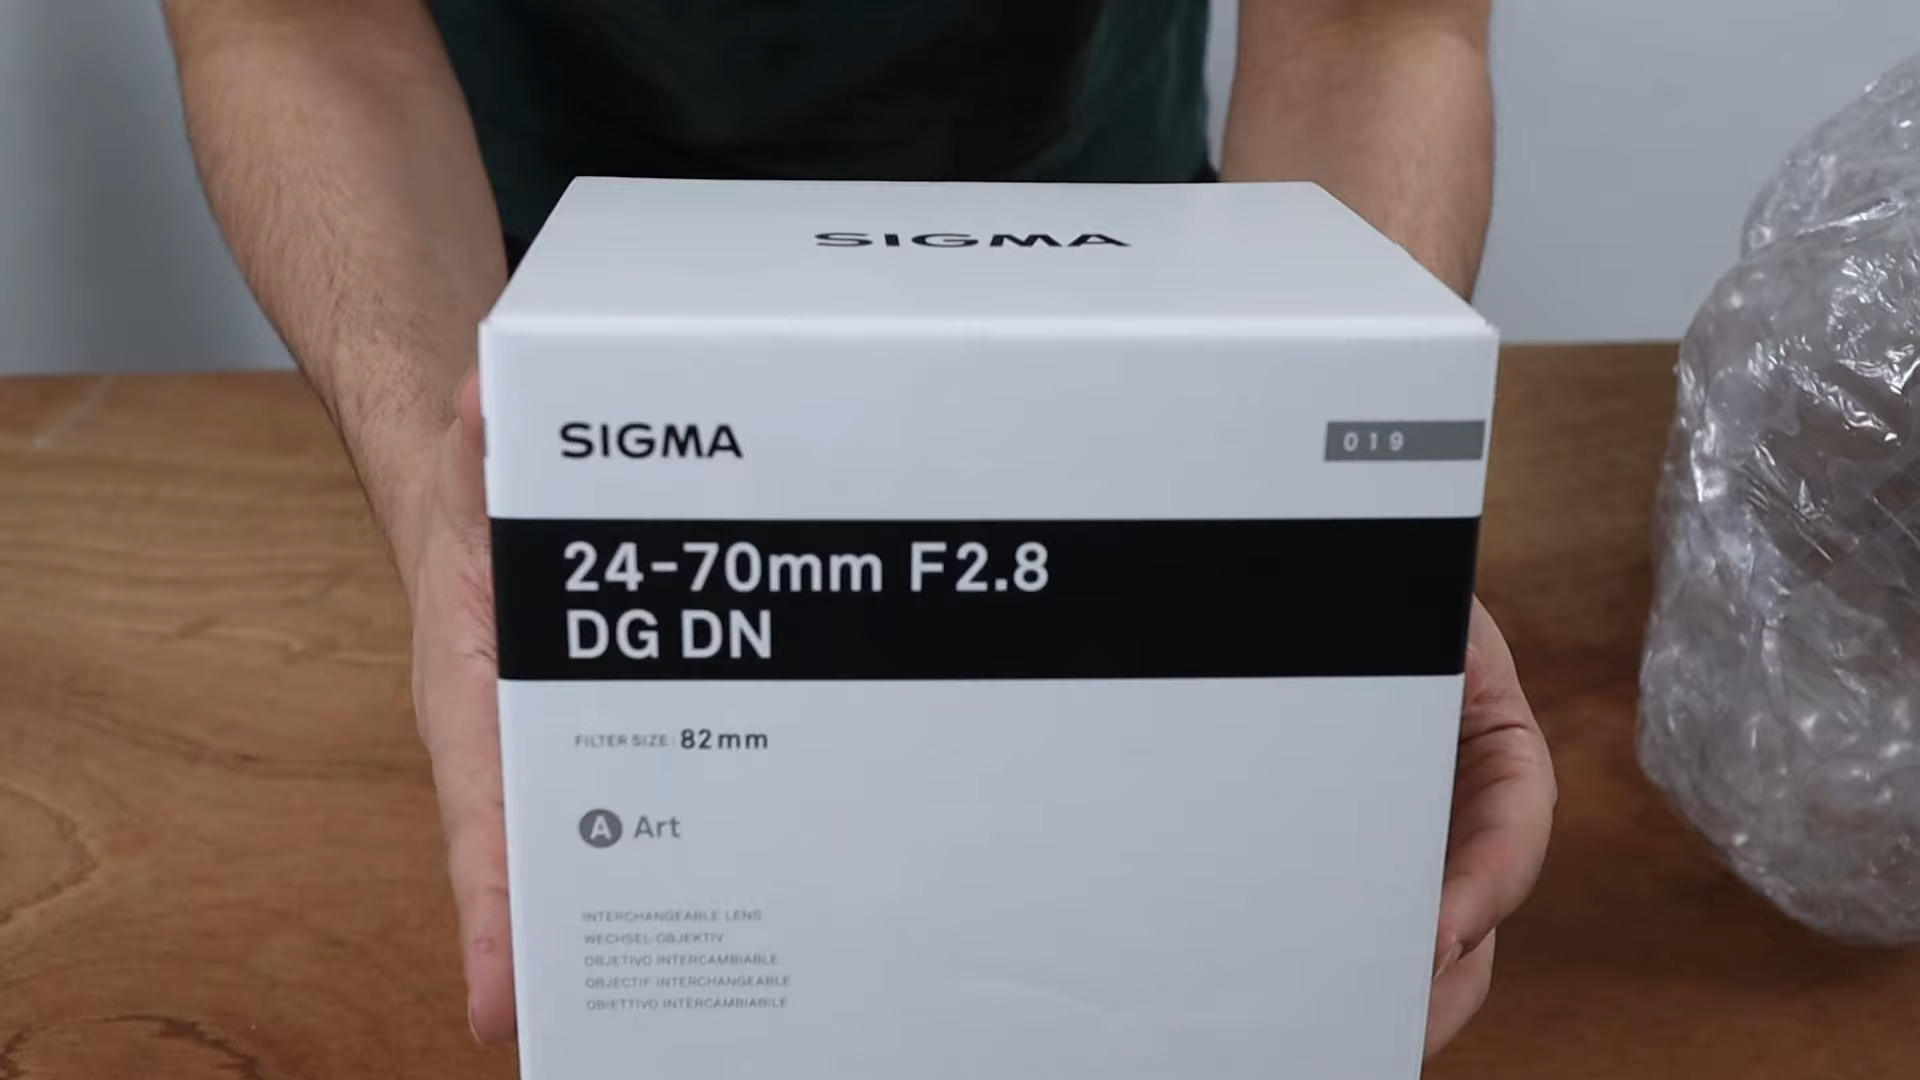 SIGMA
SIGMA
019
24-70mm F2.8
DG DN
FILTER SIZE: 82mm
A Art
INTERCHANGEABLE LENS
WECHSEL-OBJEKTIV
OBJETIVO INTERCAMBIABLE
OBJECTIF INTERCHANGEABLE
OBIETTIVO INTERCAMBIABILE